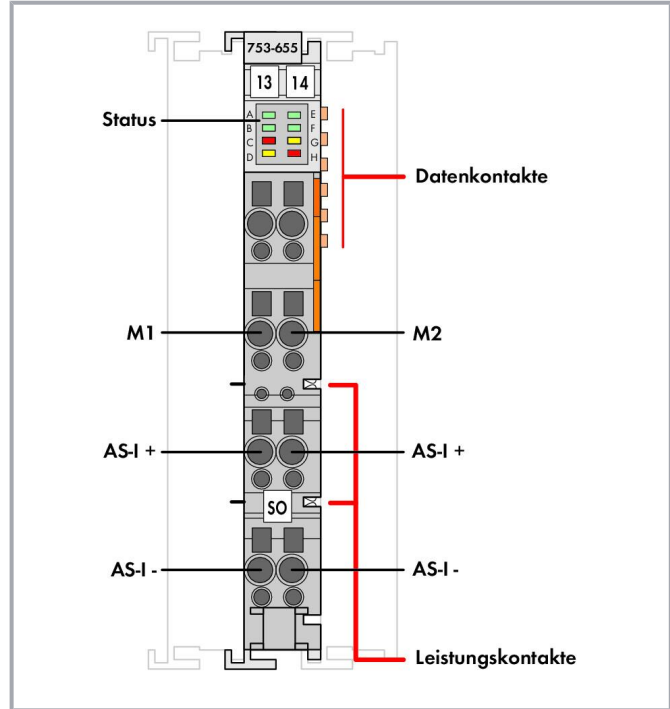 753-655
13 14
A E
B F
C G
D H
Status
Datenkontakte
M1 M2
AS-I + AS-I +
SO
AS-I - AS-I -
Leistungskontakte